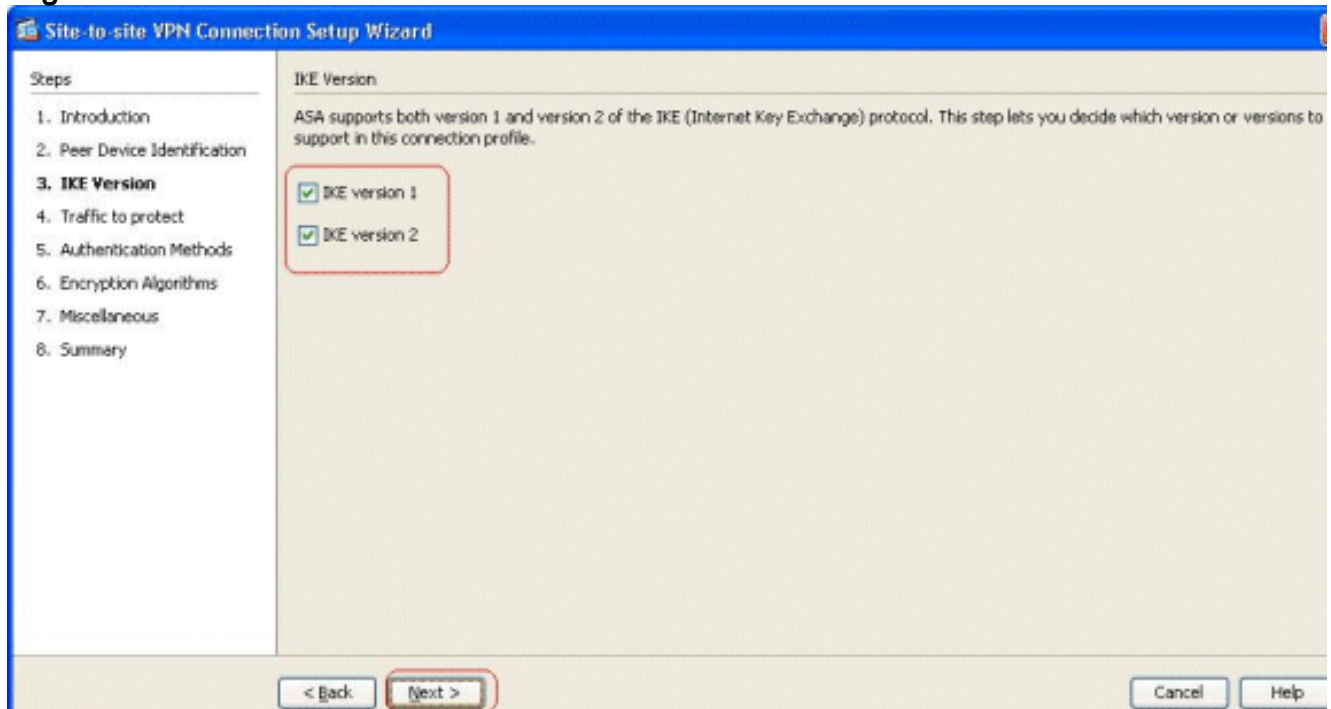 Site-to-site VPN Connection Setup Wizard
Steps
1. Introduction
2. Peer Device Identification
3. IKE Version
4. Traffic to protect
5. Authentication Methods
6. Encryption Algorithms
7. Miscellaneous
8. Summary
IKE Version
ASA supports both version 1 and version 2 of the IKE (Internet Key Exchange) protocol. This step lets you decide which version or versions to
support in this connection profile.
IKE version 1
IKE version 2
< Back
Next >
Cancel
Help